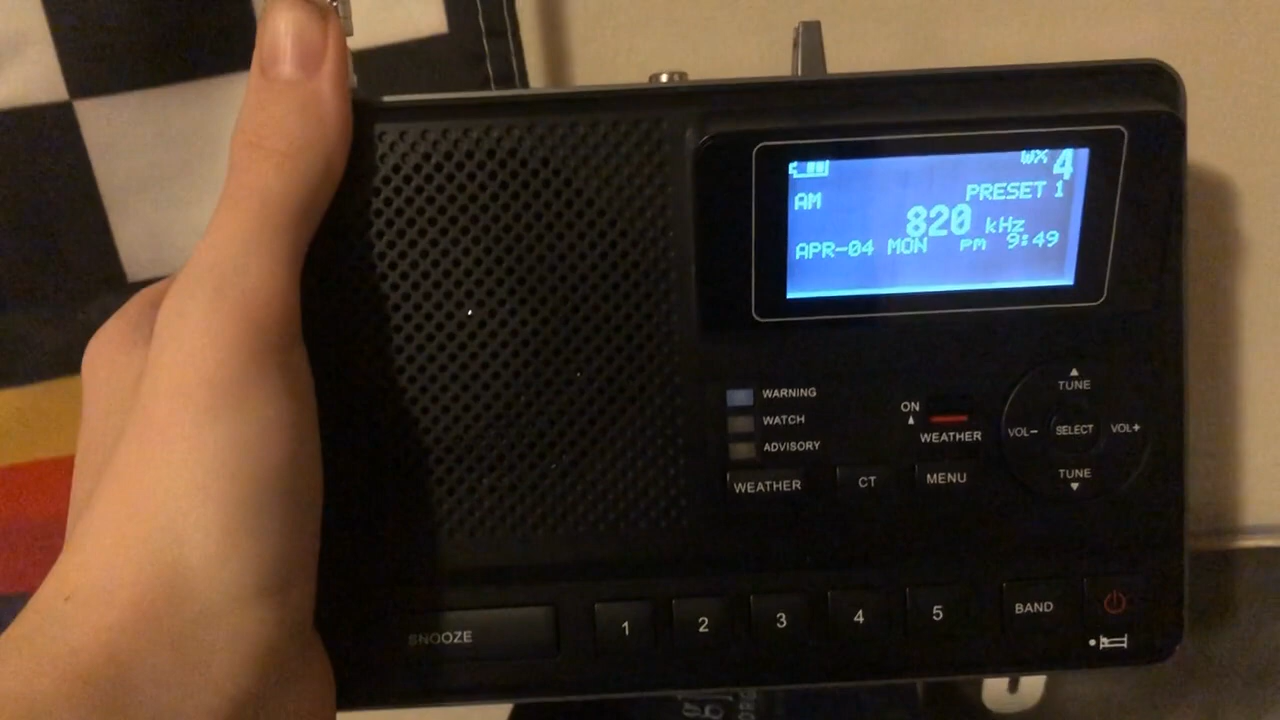 WX 4
PRESET 1
AM
820 kHz
APR-04 MON pm 9:49
WARNING
WATCH
ADVISORY
ON
WEATHER
TUNE
VOL-
SELECT
VOL+
TUNE
WEATHER
CT
MENU
SNOOZE
1
2
3
4
5
BAND